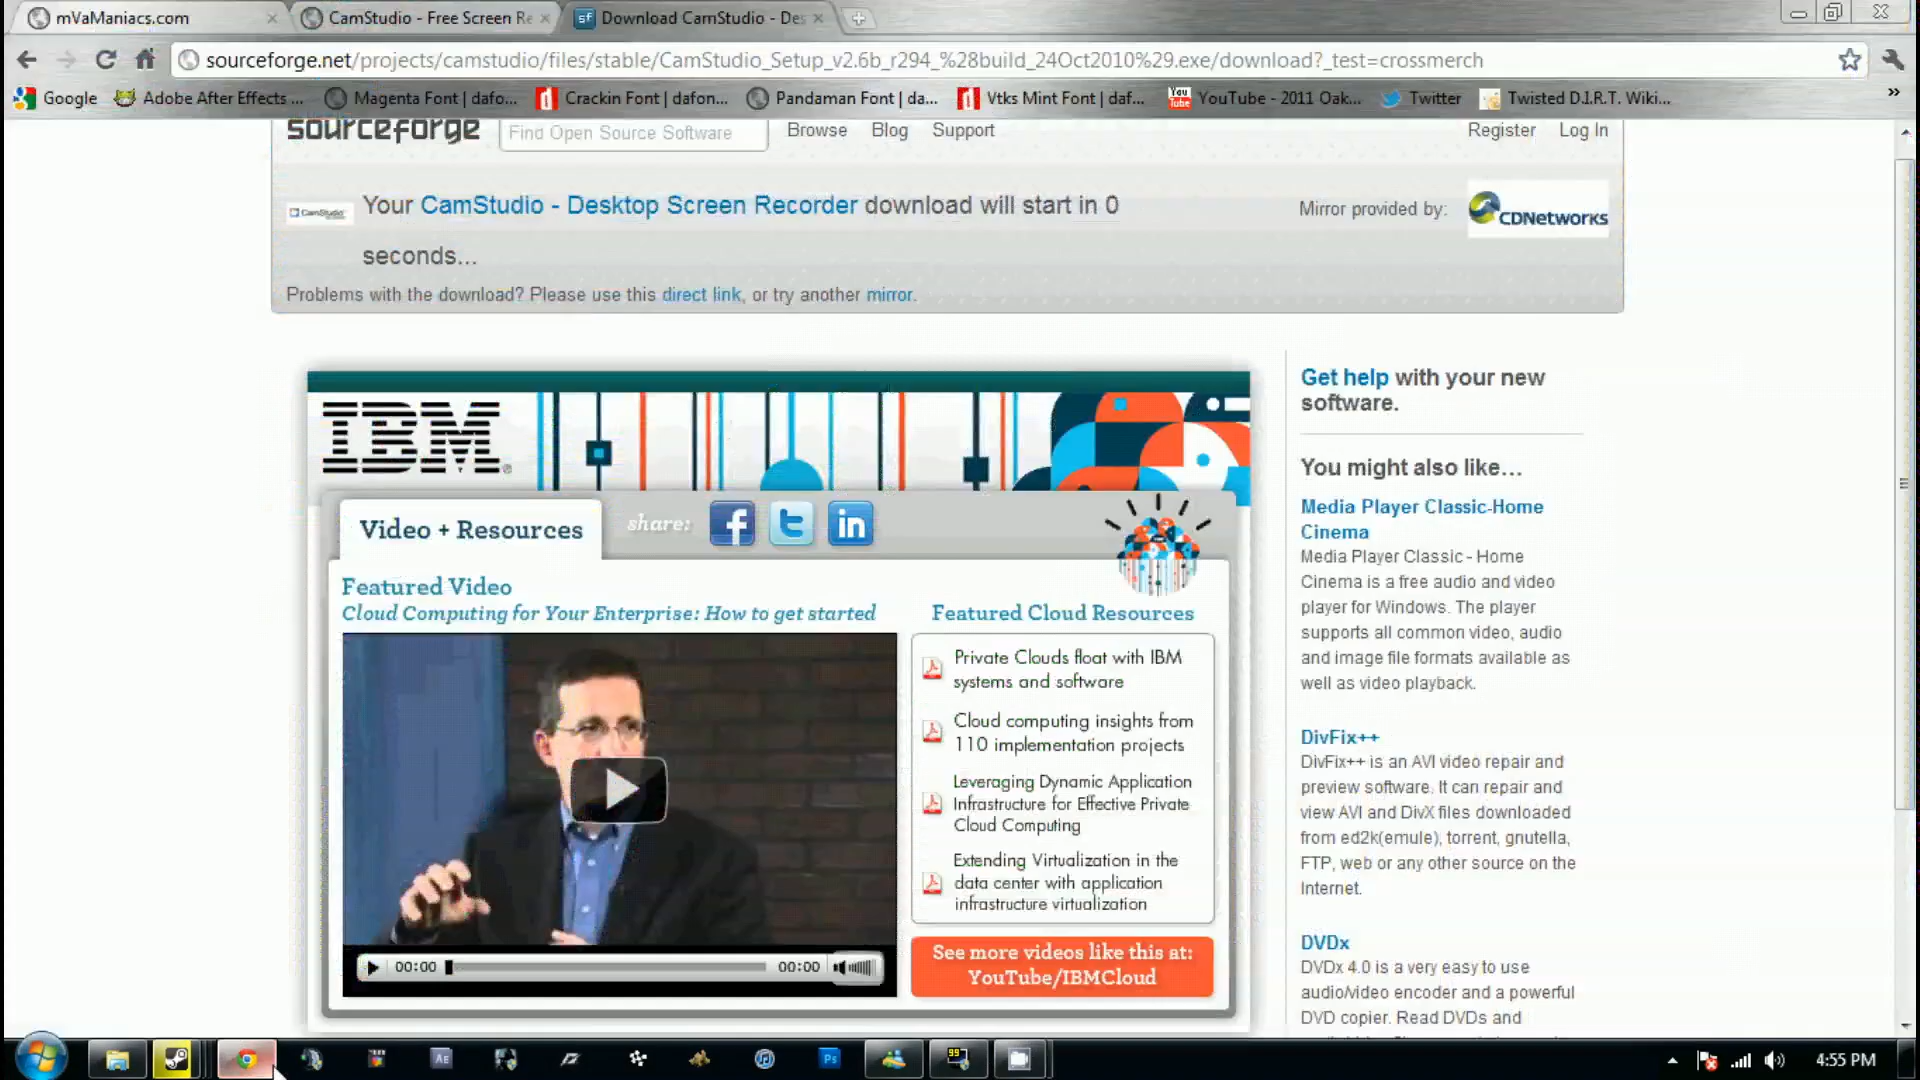 mVaManiacs.com
CamStudio - Free Screen Re
Download CamStudio - Des
sourceforge.net/projects/camstudio/files/stable/CamStudio_Setup_v2.6b_r294_%28build_24Oct2010%29.exe/download?_test=crossmerch
Google
Adobe After Effects ...
Magenta Font | dafo...
Crackin Font | dafon...
Pandaman Font | da...
Vtks Mint Font | daf...
You Tube
YouTube - 2011 Oak...
Twitter
Twisted D.I.R.T. Wiki...
sourceforge
Find Open Source Software
Browse
Blog
Support
Register
Log In
CamStudio
Your CamStudio - Desktop Screen Recorder download will start in 0
seconds...
Mirror provided by:
CDNETWORKS
Problems with the download? Please use this direct link, or try another mirror.
IBM®
Video + Resources
share:
Featured Video
Cloud Computing for Your Enterprise: How to get started
00:00
00:00
Featured Cloud Resources
Private Clouds float with IBM
systems and software
Cloud computing insights from
110 implementation projects
Leveraging Dynamic Application
Infrastructure for Effective Private
Cloud Computing
Extending Virtualization in the
data center with application
infrastructure virtualization
See more videos like this at:
YouTube/IBMCloud
Get help with your new
software.
You might also like...
Media Player Classic-Home
Cinema
Media Player Classic - Home
Cinema is a free audio and video
player for Windows. The player
supports all common video, audio
and image file formats available as
well as video playback.
DivFix++
DivFix++ is an AVI video repair and
preview software. It can repair and
view AVI and DivX files downloaded
from ed2k(emule), torrent, gnutella,
FTP, web or any other source on the
Internet.
DVDx
DVDx 4.0 is a very easy to use
audio/video encoder and a powerful
DVD copier. Read DVDs and
Ae
Ps
99
4:55 PM